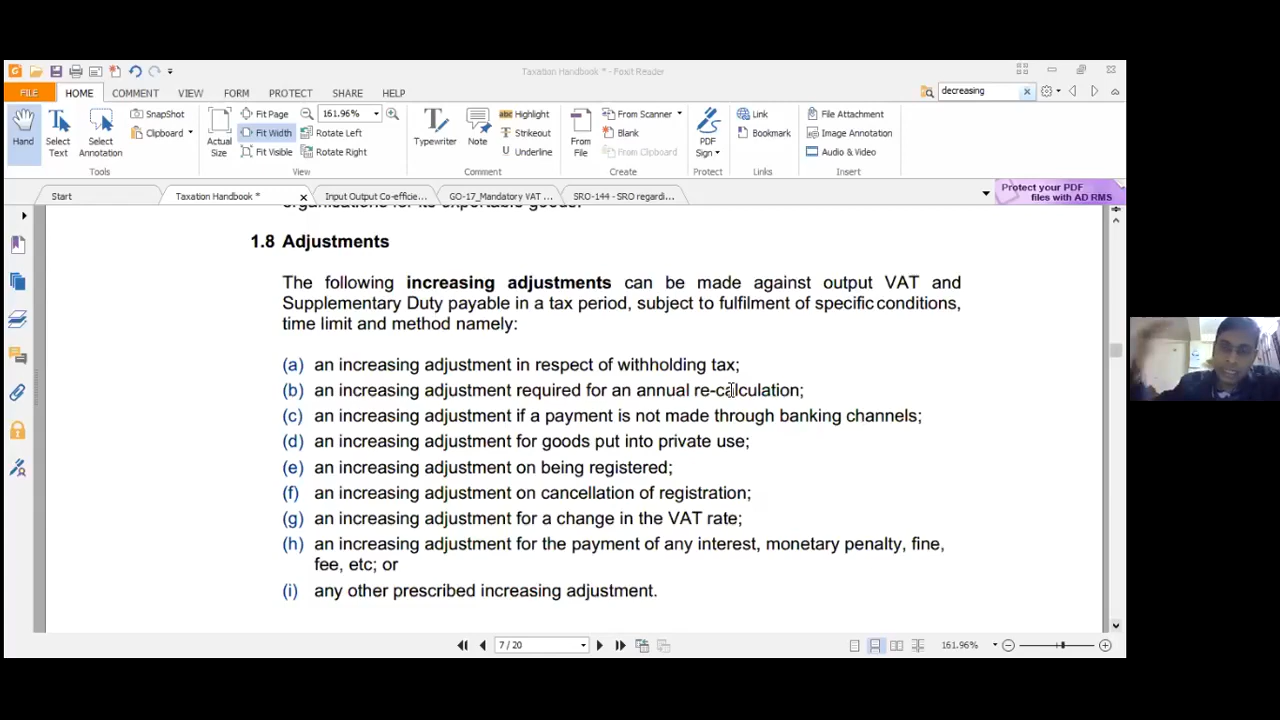 Taxation Handbook * - Foxit Reader
FILE HOME COMMENT VIEW FORM PROTECT SHARE HELP
decreasing
SnapShot
Clipboard
Hand
Select
Text
Select
Annotation
Tools
Actual
Size
Fit Page
Fit Width
Fit Visible
161.96%
Rotate Left
Rotate Right
View
Typewriter
Note
Highlight
Strikeout
Underline
Comment
From
File
From Scanner
Blank
From Clipboard
Create
PDF
Sign
Protect
Link
Bookmark
Links
File Attachment
Image Annotation
Audio & Video
Insert
Start
Taxation Handbook *
Input Output Co-efficie...
GO-17_Mandatory VAT ...
SRO-144 - SRO regardi...
Protect your PDF
files with AD RMS
organisations for its exportable goods.
1.8 Adjustments
The following increasing adjustments can be made against output VAT and
Supplementary Duty payable in a tax period, subject to fulfilment of specific conditions,
time limit and method namely:
(a) an increasing adjustment in respect of withholding tax;
(b) an increasing adjustment required for an annual re-calculation;
(c) an increasing adjustment if a payment is not made through banking channels;
(d) an increasing adjustment for goods put into private use;
(e) an increasing adjustment on being registered;
(f) an increasing adjustment on cancellation of registration;
(g) an increasing adjustment for a change in the VAT rate;
(h) an increasing adjustment for the payment of any interest, monetary penalty, fine,
fee, etc; or
(i) any other prescribed increasing adjustment.
7 / 20
161.96%